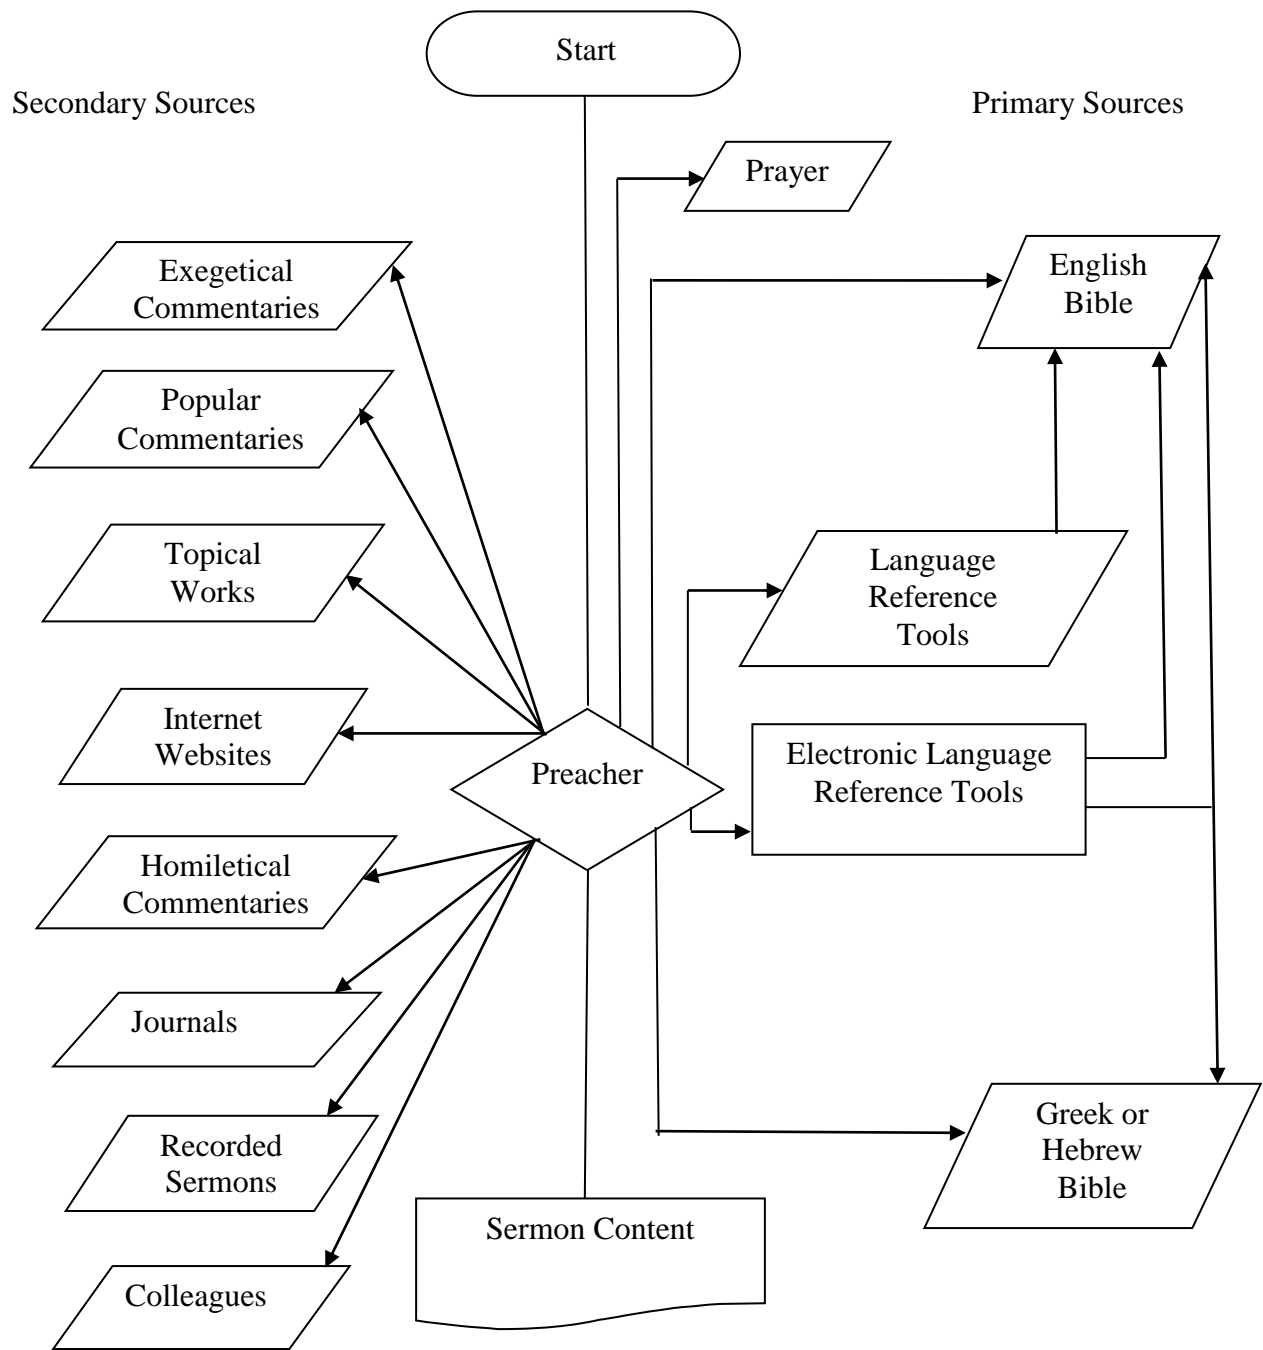 Start
Secondary Sources
Primary Sources
Prayer
Exegetical
Commentaries
English
Bible
Popular
Commentaries
Topical
Works
Language
Reference
Tools
Internet
Websites
Preacher
Electronic Language
Reference Tools
Homiletical
Commentaries
Journals
Recorded
Sermons
Greek or
Hebrew
Bible
Sermon Content
Colleagues